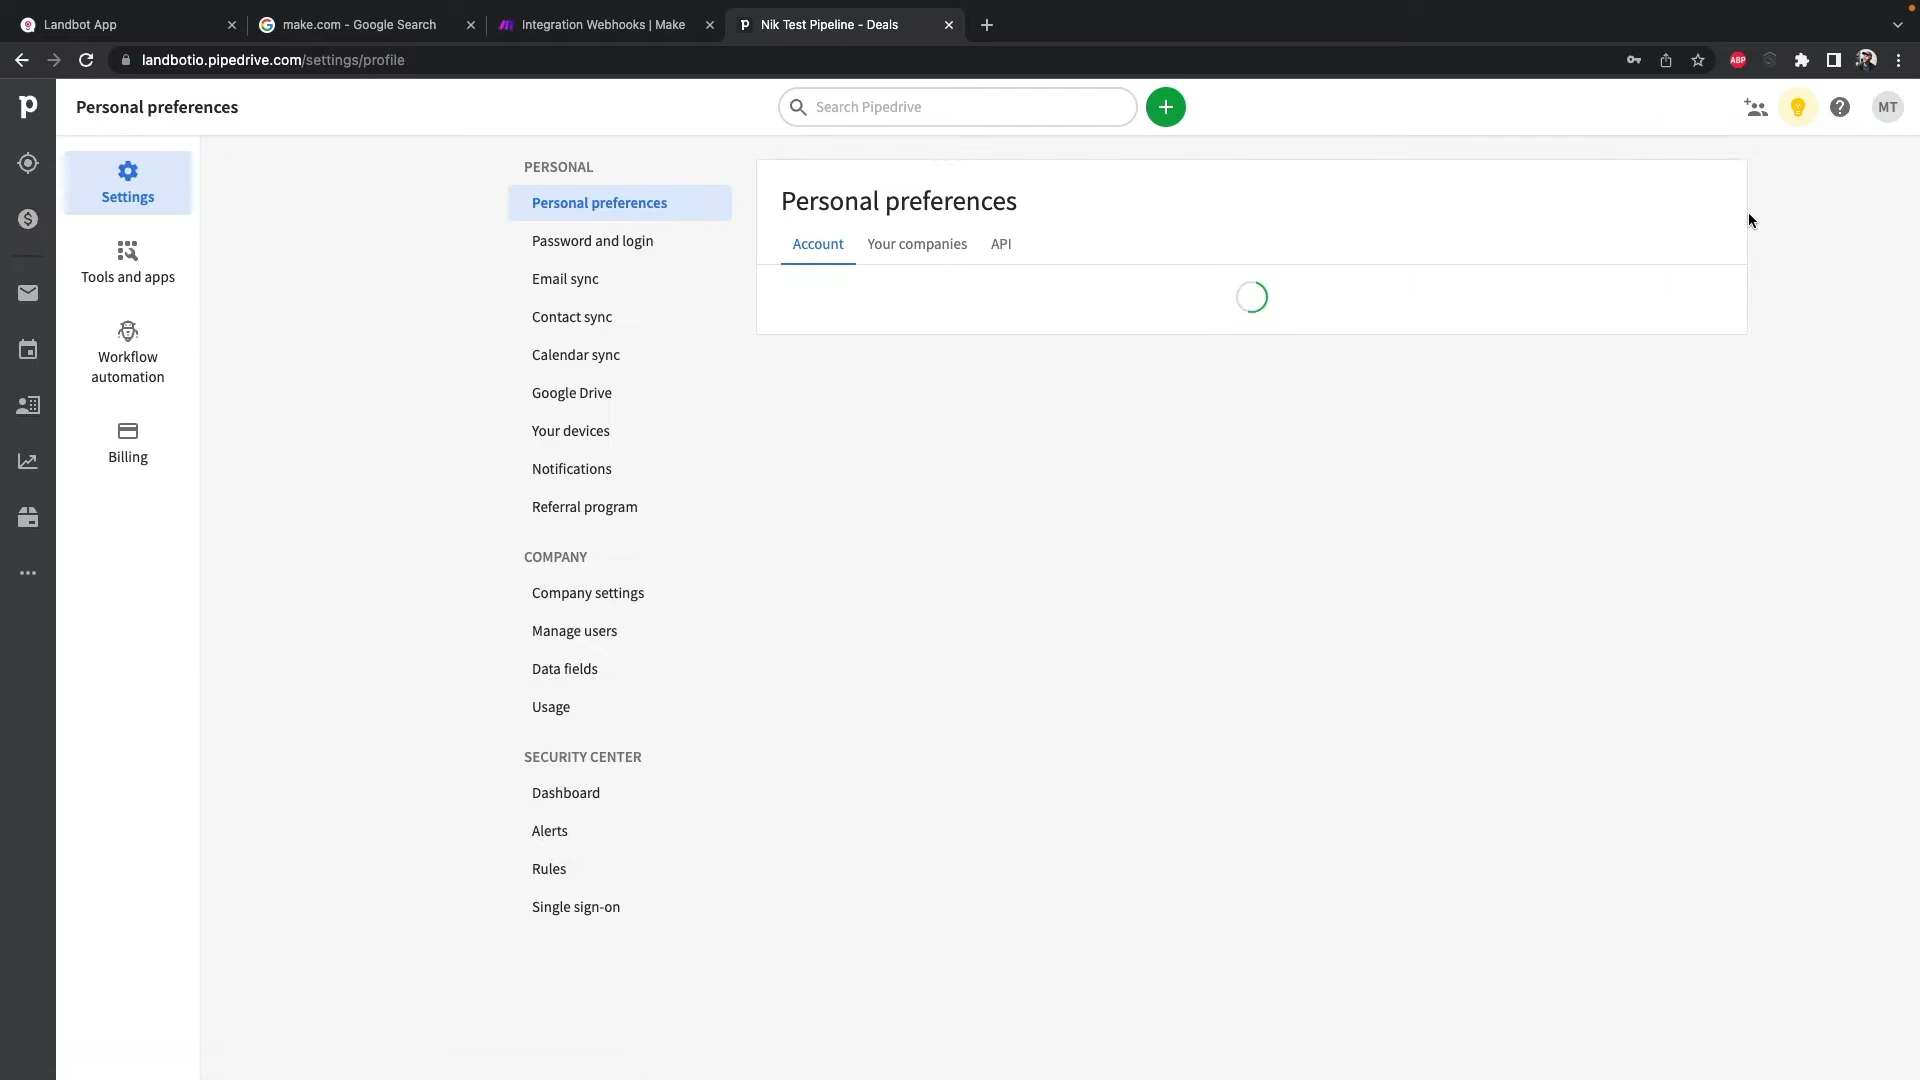 Landbot App
make.com - Google Search
Integration Webhooks | Make
Nik Test Pipeline - Deals
landbotio.pipedrive.com/settings/profile
ABP
Personal preferences
Search Pipedrive
MT
Settings
Tools and apps
Workflow
automation
Billing
PERSONAL
Personal preferences
Password and login
Email sync
Contact sync
Calendar sync
Google Drive
Your devices
Notifications
Referral program
COMPANY
Company settings
Manage users
Data fields
Usage
SECURITY CENTER
Dashboard
Alerts
Rules
Single sign-on
Personal preferences
Account
Your companies
API